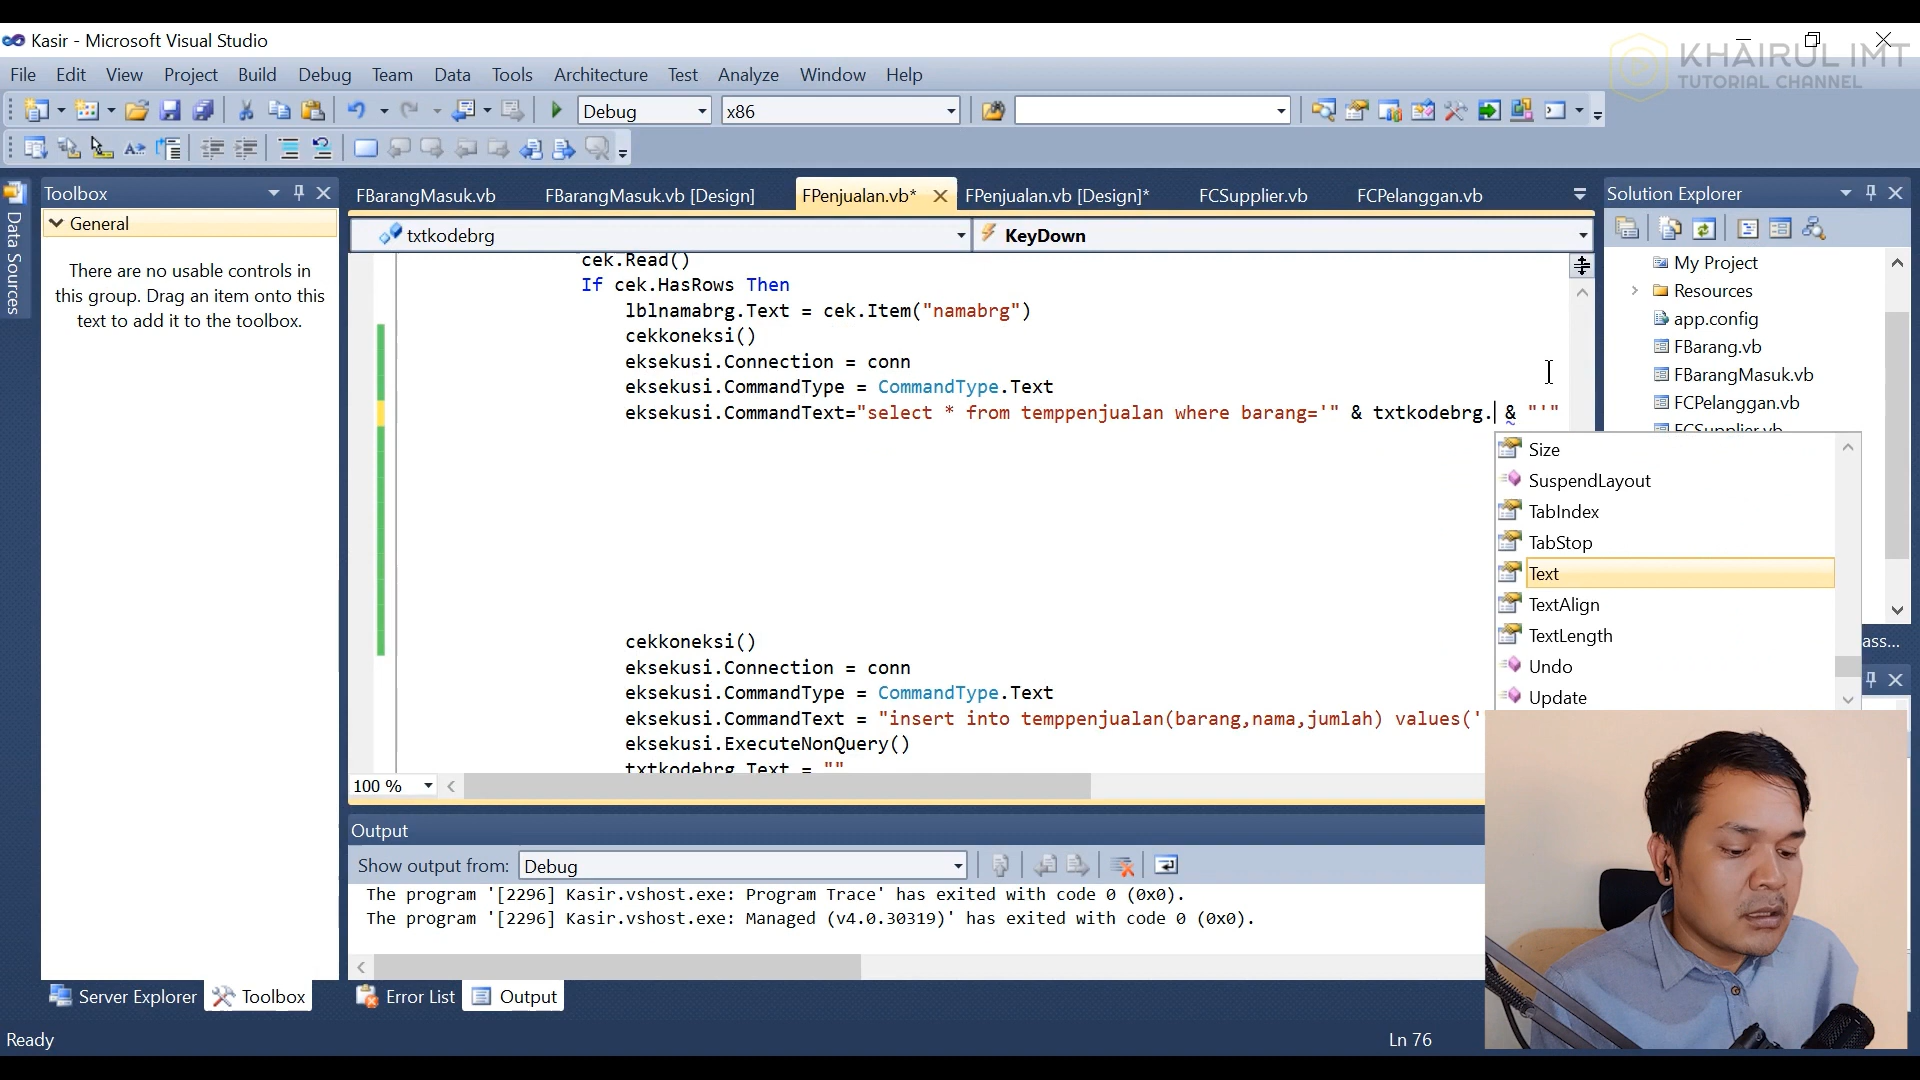 Kasir - Microsoft Visual Studio
KHAIRUL IMT
TUTORIAL CHANNEL
File Edit View Project Build Debug Team Data Tools Architecture Test Analyze Window Help
Debug x86
Toolbox
FBarangMasuk.vb FBarangMasuk.vb [Design] FPenjualan.vb* FPenjualan.vb [Design]* FCSupplier.vb FCPelanggan.vb
Solution Explorer
Data Sources
General
There are no usable controls in
this group. Drag an item onto this
text to add it to the toolbox.
txtkodebrg KeyDown
cek.Read()
If cek.HasRows Then
lblnamabrg.Text = cek.Item("namabrg")
cekkoneksi()
eksekusi.Connection = conn
eksekusi.CommandType = CommandType.Text
eksekusi.CommandText="select * from temppenjualan where barang='" & txtkodebrg. & "'"
Size
SuspendLayout
TabIndex
TabStop
Text
TextAlign
TextLength
Undo
Update
cekkoneksi()
eksekusi.Connection = conn
eksekusi.CommandType = CommandType.Text
eksekusi.CommandText = "insert into temppenjualan(barang,nama,jumlah) values('
eksekusi.ExecuteNonQuery()
txtkodebrg.Text = ""
100 %
My Project
Resources
app.config
FBarang.vb
FBarangMasuk.vb
FCPelanggan.vb
FCSupplier.vb
ass...
Output
Show output from: Debug
The program '[2296] Kasir.vshost.exe: Program Trace' has exited with code 0 (0x0).
The program '[2296] Kasir.vshost.exe: Managed (v4.0.30319)' has exited with code 0 (0x0).
Server Explorer Toolbox Error List Output
Ready Ln 76